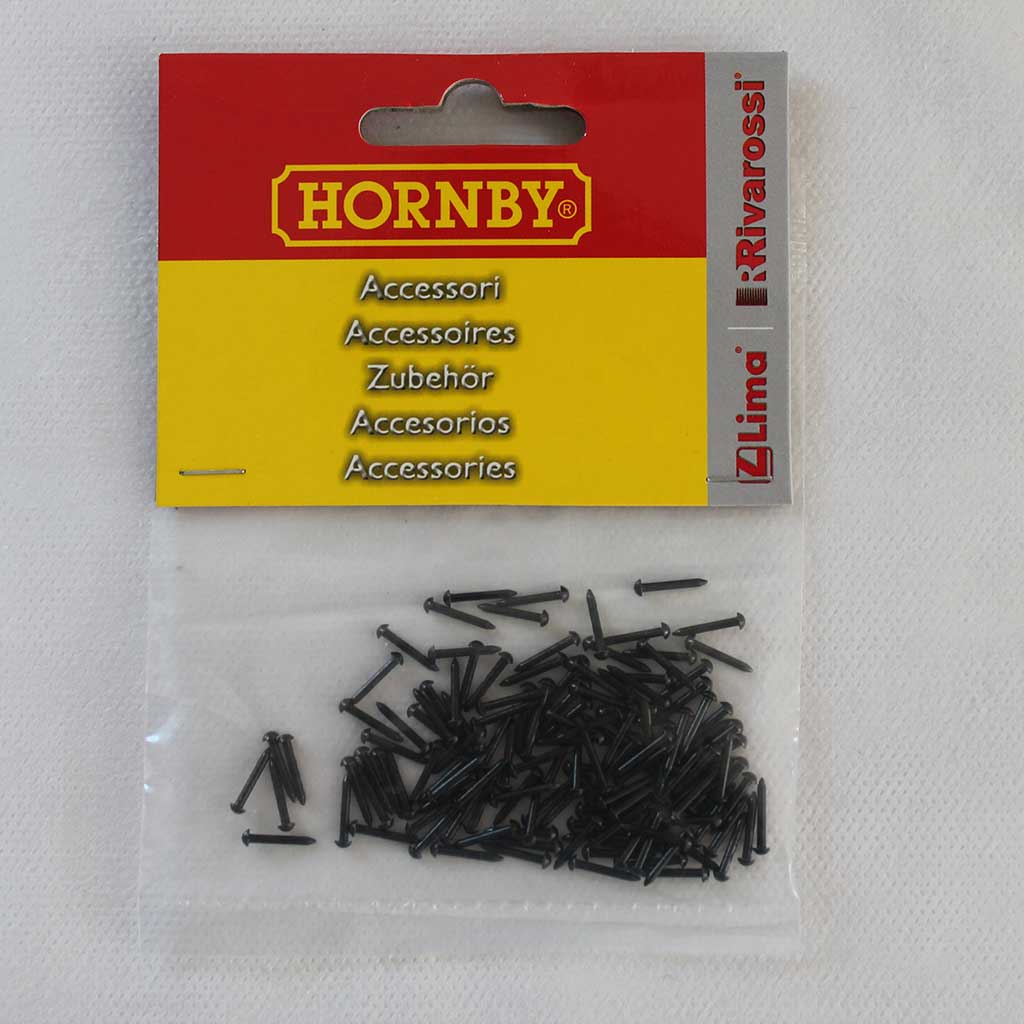 HORNBY®
Accessori
Accessoires
Zubehör
Accesorios
Accessories
Lima
Rivarossi